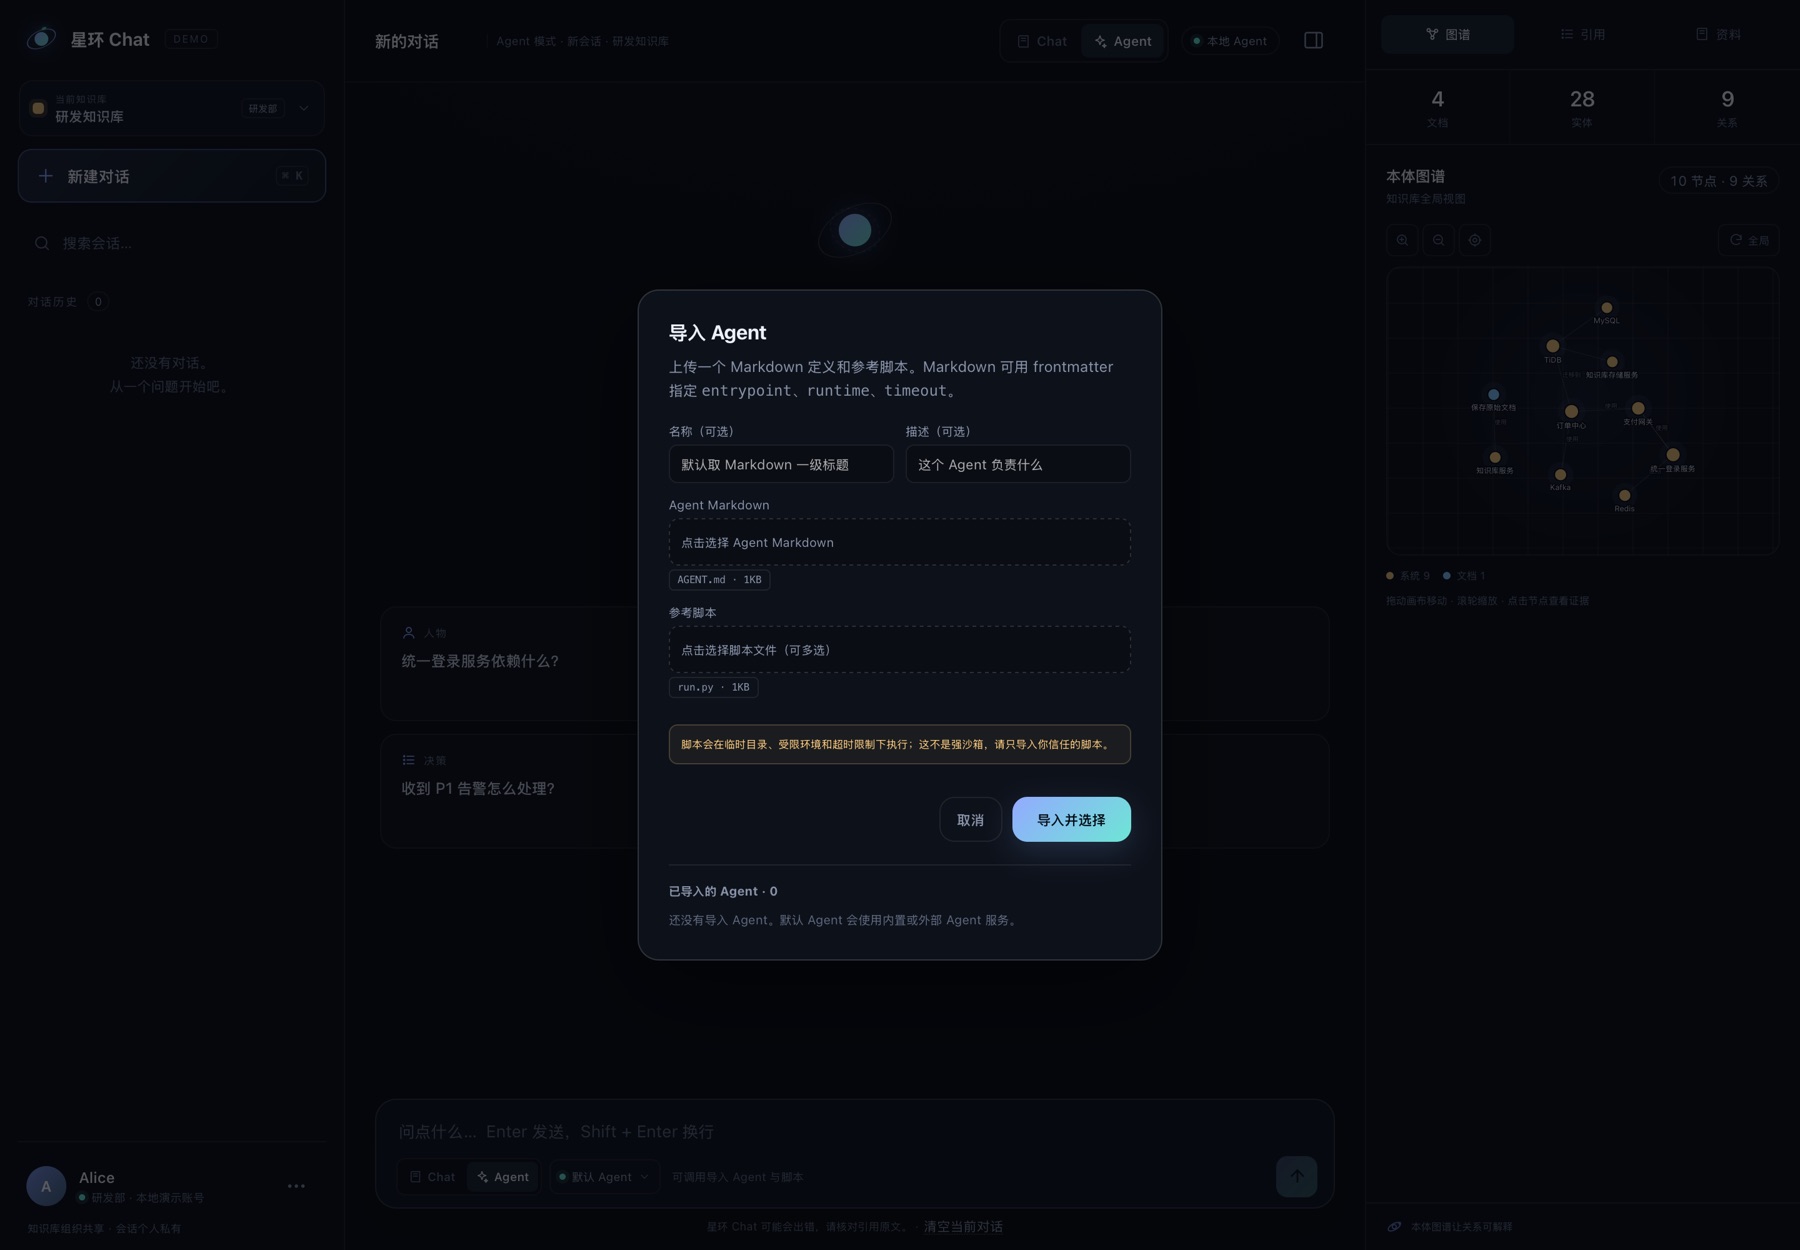 星环 Chat
DEMO
当前知识库
研发知识库
研发部
新建对话
⌘ K
搜索会话...
对话历史 0
还没有对话。
从一个问题开始吧。
Alice
研发部 · 本地演示账号
知识库组织共享 · 会话个人私有
新的对话
Agent 模式 · 新会话 · 研发知识库
Chat
Agent
本地 Agent
人物
统一登录服务依赖什么?
决策
收到 P1 告警怎么处理?
导入 Agent
上传一个 Markdown 定义和参考脚本。Markdown 可用 frontmatter
指定 entrypoint、runtime、timeout。
名称（可选）
描述（可选）
默认取 Markdown 一级标题
这个 Agent 负责什么
Agent Markdown
点击选择 Agent Markdown
AGENT.md · 1KB
参考脚本
点击选择脚本文件（可多选）
run.py · 1KB
脚本会在临时目录、受限环境和超时限制下执行；这不是强沙箱，请只导入你信任的脚本。
取消
导入并选择
已导入的 Agent · 0
还没有导入 Agent。默认 Agent 会使用内置或外部 Agent 服务。
问点什么... Enter 发送，Shift + Enter 换行
Chat
Agent
默认 Agent
可调用导入 Agent 与脚本
星环 Chat 可能会出错，请核对引用原文。 · 清空当前对话
图谱
引用
资料
4
文档
28
实体
9
关系
本体图谱
知识库全局视图
10 节点 · 9 关系
全局
MySQL
TiDB
知识库存储服务
保存原始文档
订单中心
使用
支付网关
使用
使用
使用
知识库服务
统一登录服务
Kafka
Redis
系统 9
文档 1
拖动画布移动 · 滚轮缩放 · 点击节点查看证据
本体图谱让关系可解释